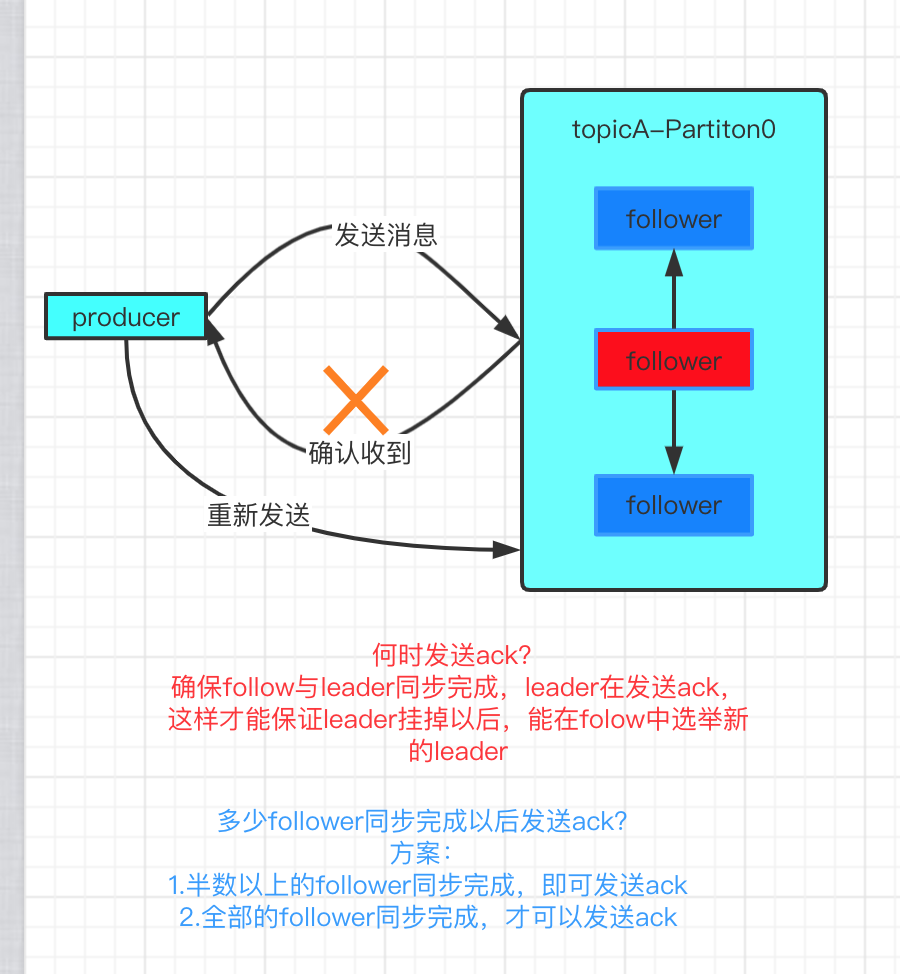 topicA-Partiton0
follower
发送消息
producer
follower
确认收到
follower
重新发送
何时发送ack?
确保follow与leader同步完成，leader在发送ack，
这样才能保证leader挂掉以后，能在folow中选举新
的leader
多少follower同步完成以后发送ack?
方案：
1.半数以上的follower同步完成，即可发送ack
2.全部的follower同步完成，才可以发送ack